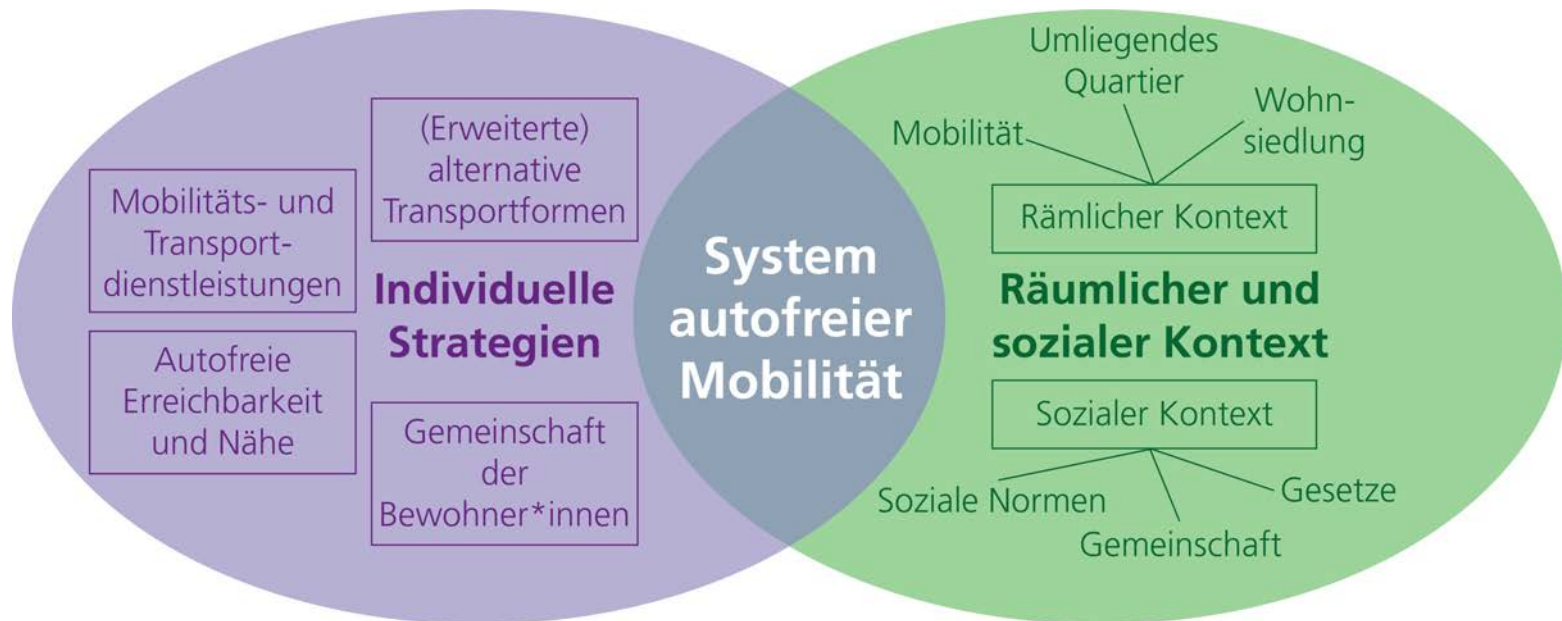 (Erweiterte)
alternative
Transportformen
Mobilitäts- und
Transport-
dienstleistungen
Individuelle
Strategien
Autofreie
Erreichbarkeit
und Nähe
Gemeinschaft
der
Bewohner*innen
System
autofreier
Mobilität
Umliegendes
Quartier
Wohn-
siedlung
Mobilität
Rämlicher Kontext
Räumlicher und
sozialer Kontext
Sozialer Kontext
Soziale Normen
Gemeinschaft
Gesetze